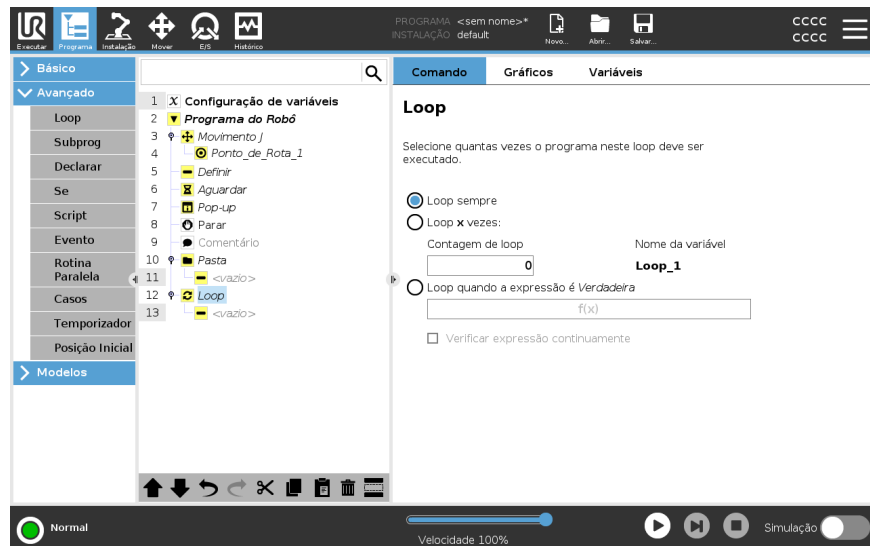 UR
PROGRAMA <sem nome>*
INSTALAÇÃO default
Executar Programa Instalação Mover E/S Histórico
Novo... Abrir... Salvar...
CCCC
CCCC
Básico
Avançado
Loop
Subprog
Declarar
Se
Script
Evento
Rotina
Paralela
Casos
Temporizador
Posição Inicial
Modelos
1 X Configuração de variáveis
2 Programa do Robô
3 Movimento J
4 Ponto_de_Rota_1
5 Definir
6 Aguardar
7 Pop-up
8 Parar
9 Comentário
10 Pasta
11 <vazio>
12 Loop
13 <vazio>
Comando Gráficos Variáveis
Loop
Selecione quantas vezes o programa neste loop deve ser
executado.
Loop sempre
Loop x vezes:
Contagem de loop Nome da variável
0 Loop_1
Loop quando a expressão é Verdadeira
f(x)
Verificar expressão continuamente
Normal
Velocidade 100%
Simulação